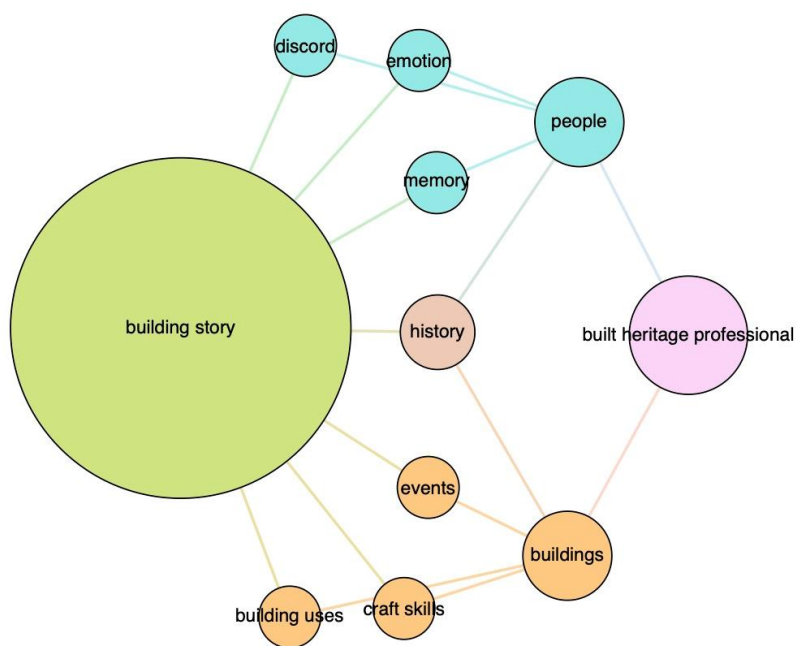 discord
emotion
people
memory
building story
history
built heritage professional
events
buildings
building uses
craft skills